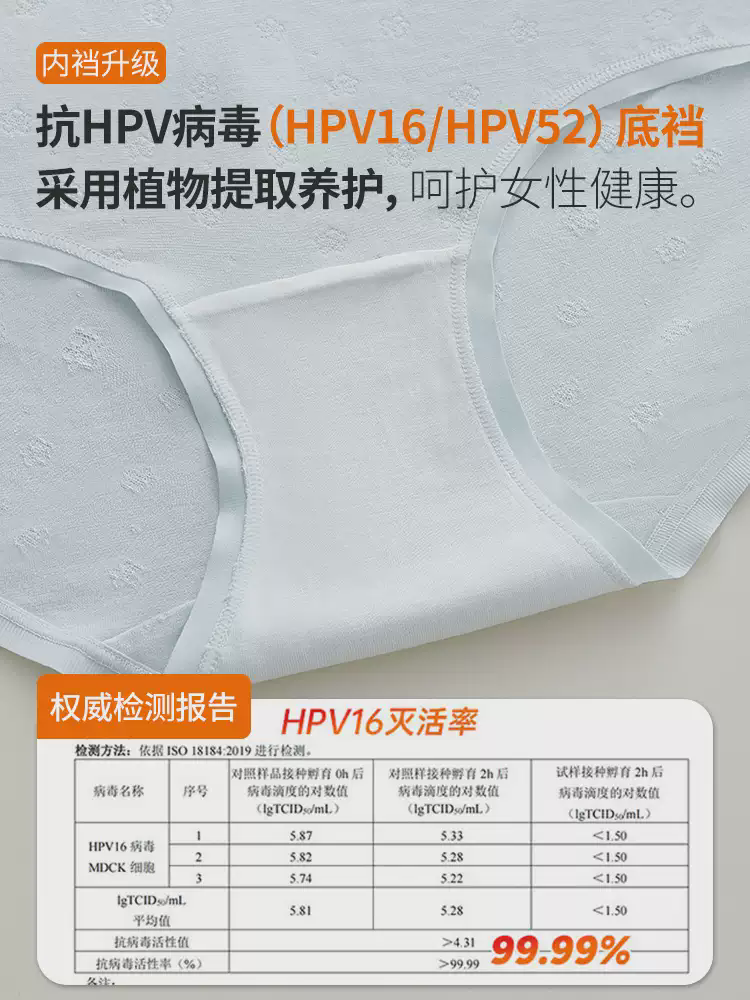 内裆升级
抗HPV病毒（HPV16/HPV52）底裆
采用植物提取养护，呵护女性健康。
权威检测报告
HPV16灭活率
检测方法：依据 ISO 18184:2019 进行检测。
病毒名称 序号 对照样品接种孵育 0h 后病毒滴度的对数值（lgTCID₅₀/mL） 对照样接种孵育 2h 后病毒滴度的对数值（lgTCID₅₀/mL） 试样接种孵育 2h 后病毒滴度的对数值（lgTCID₅₀/mL）
HPV16 病毒 MDCK 细胞
1 5.87 5.33 ＜1.50
2 5.82 5.28 ＜1.50
3 5.74 5.22 ＜1.50
lgTCID₅₀/mL 平均值 5.81 5.28 ＜1.50
抗病毒活性值 ＞4.31
抗病毒活性率（%） ＞99.99
99.99%
备注：